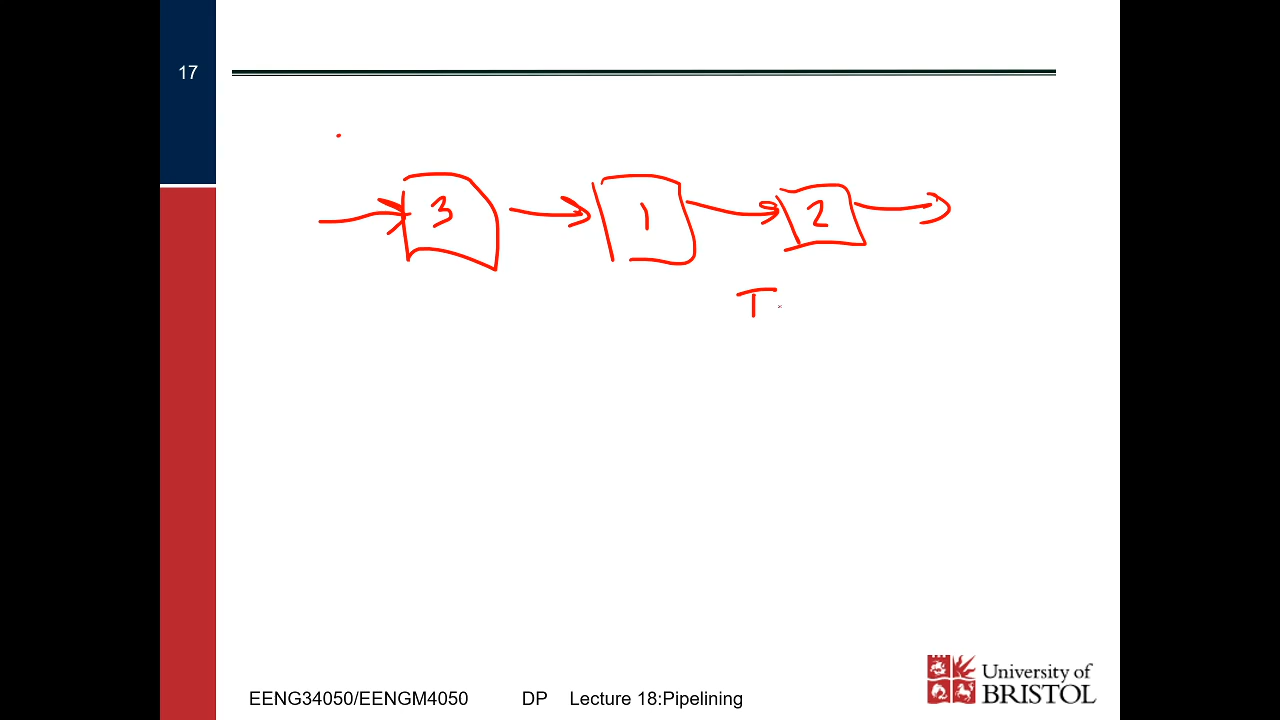 17
3 1 2
T
EENG34050/EENGM4050 DP Lecture 18:Pipelining
University of
BRISTOL